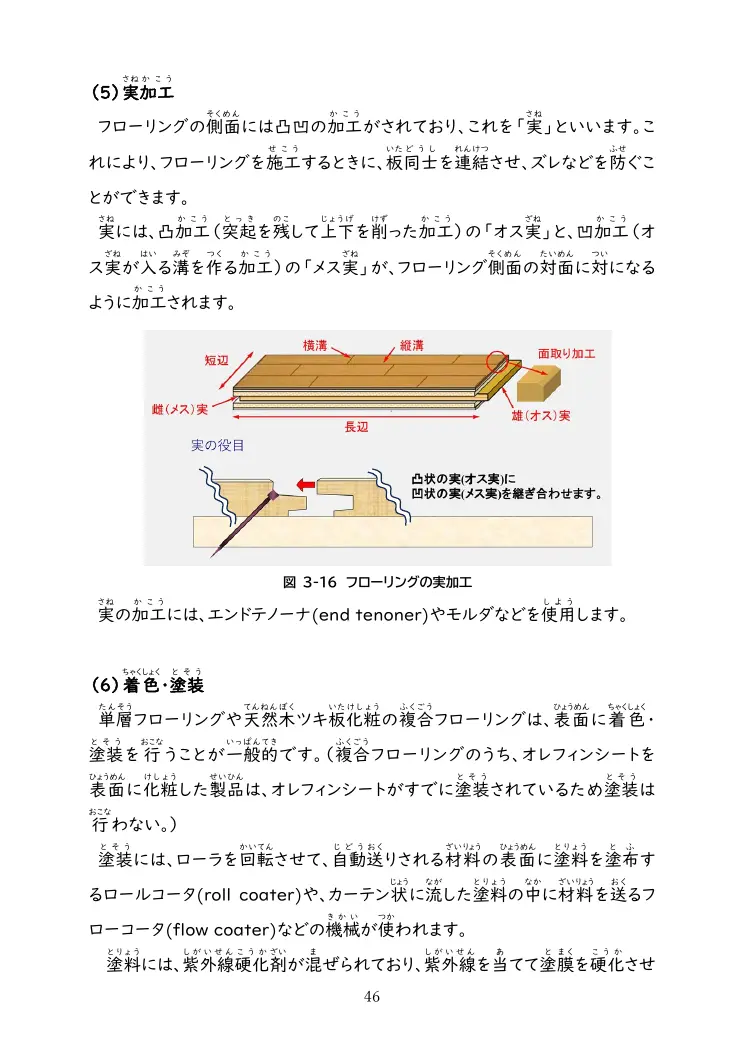 （5）実加工
フローリングの側面には凸凹の加工がされており、これを「実」といいます。こ
れにより、フローリングを施工するときに、板同士を連結させ、ズレなどを防ぐこ
とができます。
実には、凸加工（突起を残して上下を削った加工）の「オス実」と、凹加工（オ
ス実が入る溝を作る加工）の「メス実」が、フローリング側面の対面に対になる
ように加工されます。
横溝
縦溝
短辺
面取り加工
雌（メス）実
雄（オス）実
長辺
実の役目
凸状の実(オス実)に
凹状の実(メス実)を継ぎ合わせます。
図 3-16 フローリングの実加工
実の加工には、エンドテノーナ(end tenoner)やモルダなどを使用します。
（6）着色・塗装
単層フローリングや天然木ツキ板化粧の複合フローリングは、表面に着色・
塗装を行うことが一般的です。（複合フローリングのうち、オレフィンシートを
表面に化粧した製品は、オレフィンシートがすでに塗装されているため塗装は
行わない。）
塗装には、ローラを回転させて、自動送りされる材料の表面に塗料を塗布す
るロールコータ(roll coater)や、カーテン状に流した塗料の中に材料を送るフ
ローコータ(flow coater)などの機械が使われます。
塗料には、紫外線硬化剤が混ぜられており、紫外線を当てて塗膜を硬化させ
46